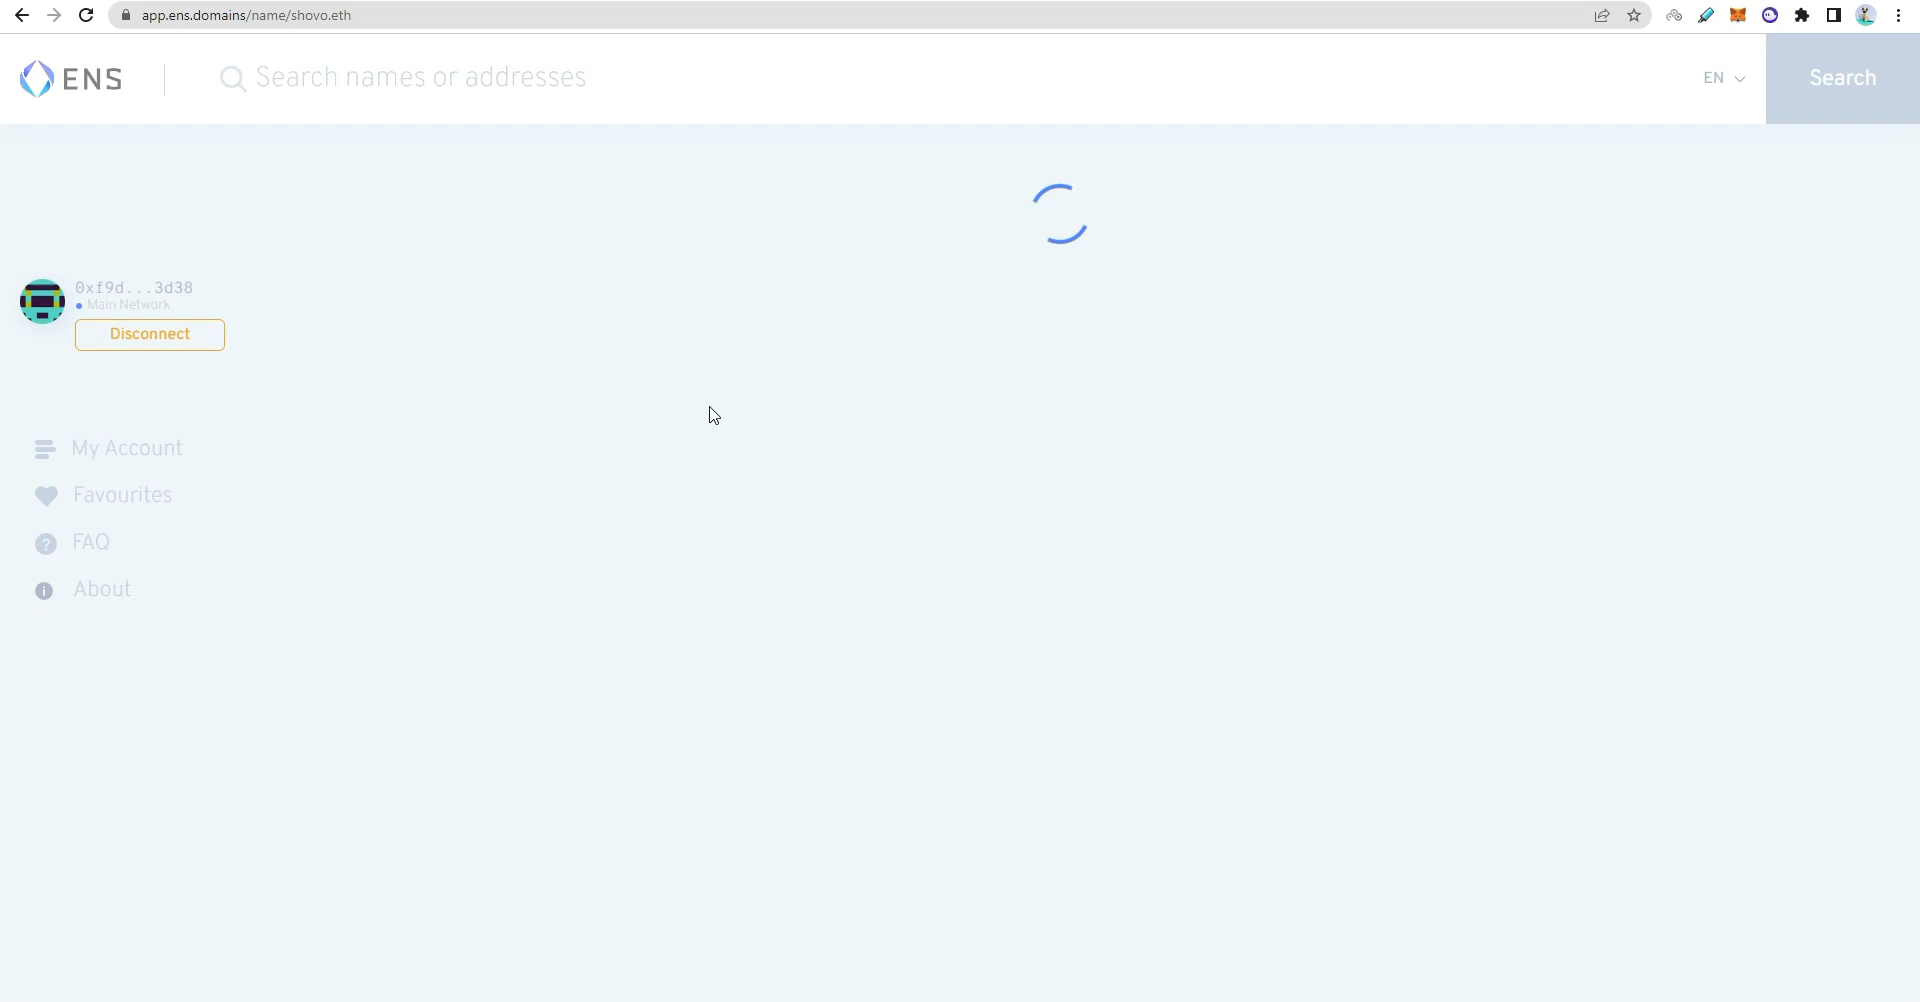 app.ens.domains/name/shovo.eth
ENS
Search names or addresses
EN
Search
0xf9d...3d38
Main Network
Disconnect
My Account
Favourites
FAQ
About